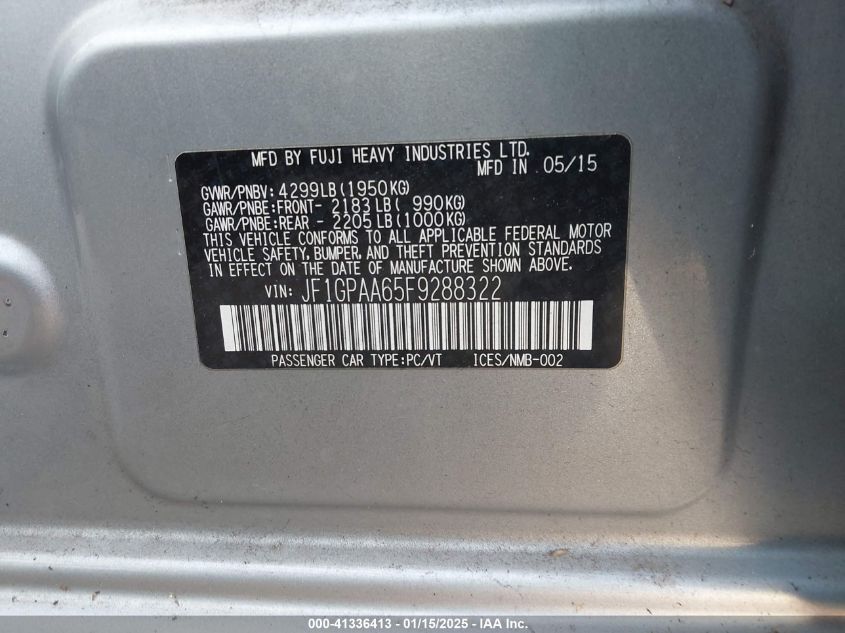 MFD BY FUJI HEAVY INDUSTRIES LTD.
MFD IN 05/15
GVWR/PNBV: 4299LB(1950KG)
GAWR/PNBE:FRONT- 2183LB( 990KG)
GAWR/PNBE:REAR - 2205LB(1000KG)
THIS VEHICLE CONFORMS TO ALL APPLICABLE FEDERAL MOTOR
VEHICLE SAFETY, BUMPER, AND THEFT PREVENTION STANDARDS
IN EFFECT ON THE DATE OF MANUFACTURE SHOWN ABOVE.
VIN: JF1GPAA65F9288322
PASSENGER CAR TYPE:PC/VT ICES/NMB-002
000-41336413 - 01/15/2025 - IAA Inc.